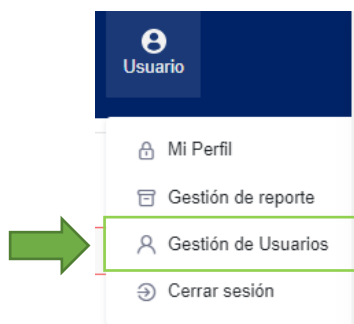 Usuario
Mi Perfil
Gestión de reporte
Gestión de Usuarios
Cerrar sesión